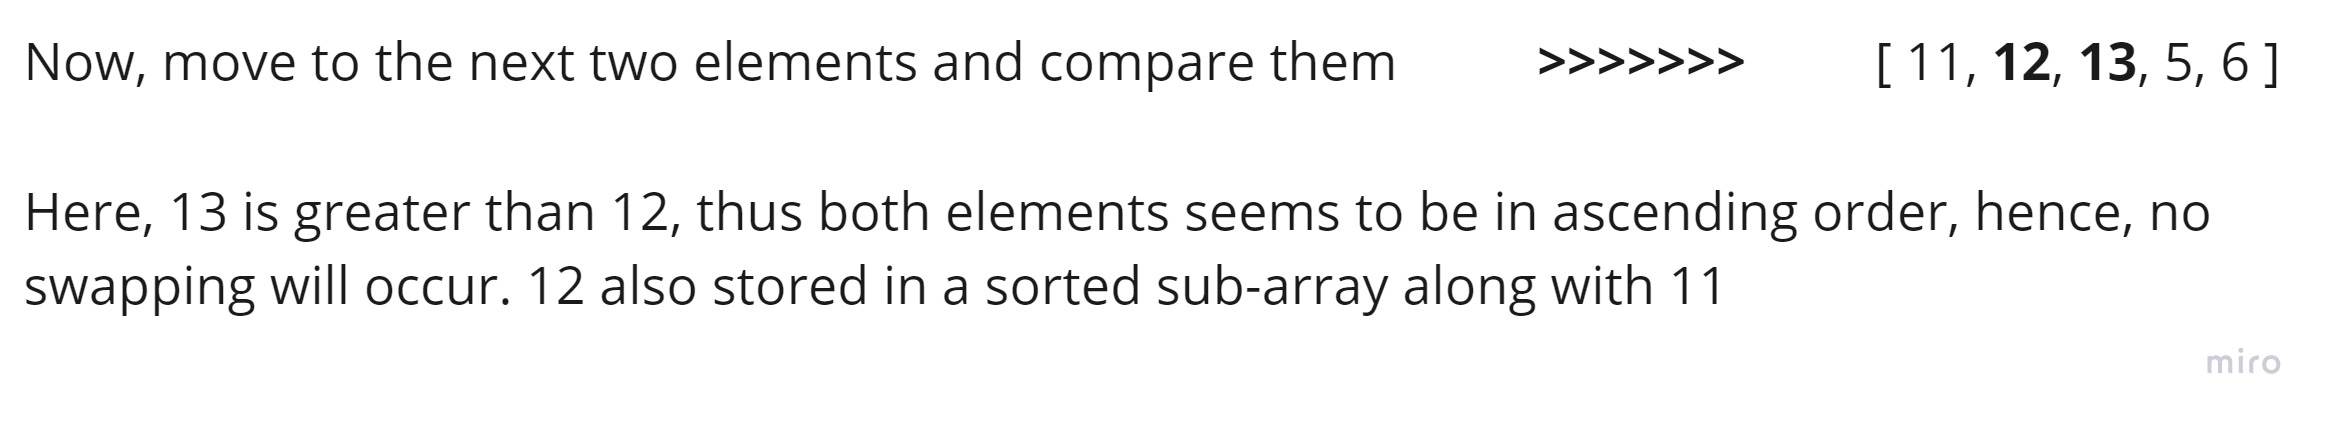 Now, move to the next two elements and compare them >>>>>>> [ 11, 12, 13, 5, 6 ]
Here, 13 is greater than 12, thus both elements seems to be in ascending order, hence, no
swapping will occur. 12 also stored in a sorted sub-array along with 11
miro